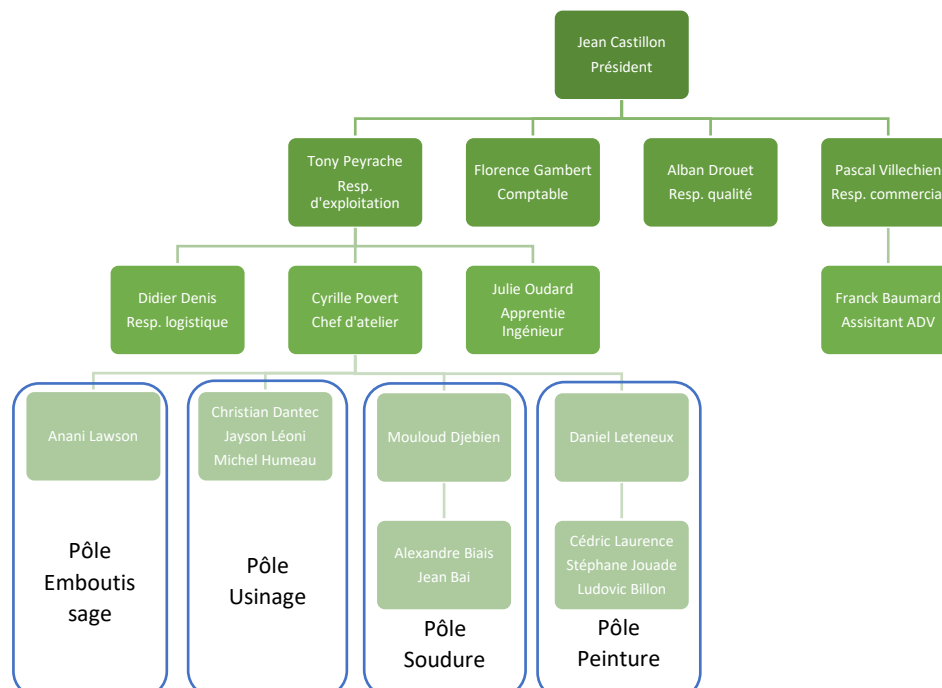 Jean Castillon
Président
Tony Peyrache
Resp.
d'exploitation
Florence Gambert
Comptable
Alban Drouet
Resp. qualité
Pascal Villechien
Resp. commercia
Didier Denis
Resp. logistique
Cyrille Povert
Chef d'atelier
Julie Oudard
Apprentie
Ingénieur
Franck Baumard
Assisitant ADV
Anani Lawson
Christian Dantec
Jayson Léoni
Michel Humeau
Mouloud Djebien
Daniel Leteneux
Alexandre Biais
Jean Bai
Cédric Laurence
Stéphane Jouade
Ludovic Billon
Pôle
Emboutis
sage
Pôle
Usinage
Pôle
Soudure
Pôle
Peinture